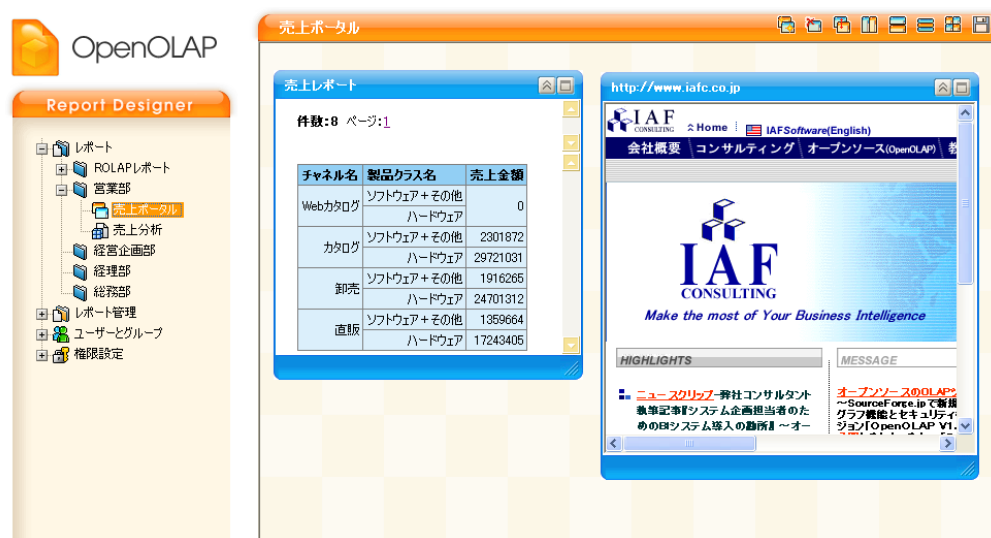 OpenOLAP
Report Designer
レポート
ROLAPレポート
営業部
売上ポータル
売上分析
経営企画部
経理部
総務部
レポート管理
ユーザーとグループ
権限設定
売上ポータル
売上レポート
件数:8 ページ:1
チャネル名 製品クラス名 売上金額
Webカタログ ソフトウェア+その他 0
ハードウェア
カタログ ソフトウェア+その他 2301872
ハードウェア 29721031
卸売 ソフトウェア+その他 1916265
ハードウェア 24701312
直販 ソフトウェア+その他 1359664
ハードウェア 17243405
http://www.iafc.co.jp
IAF CONSULTING Home IAFSoftware(English)
会社概要 コンサルティング オープンソース(OpenOLAP) 教
IAF
CONSULTING
Make the most of Your Business Intelligence
HIGHLIGHTS
ニュースクリップ-弊社コンサルタント
執筆記事『システム企画担当者のた
めのBIシステム導入の勘所』 ~オー
MESSAGE
オープンソースのOLAP
~SourceForge.jpで新規
グラフ機能とセキュリティ
ジョン「OpenOLAP V1.